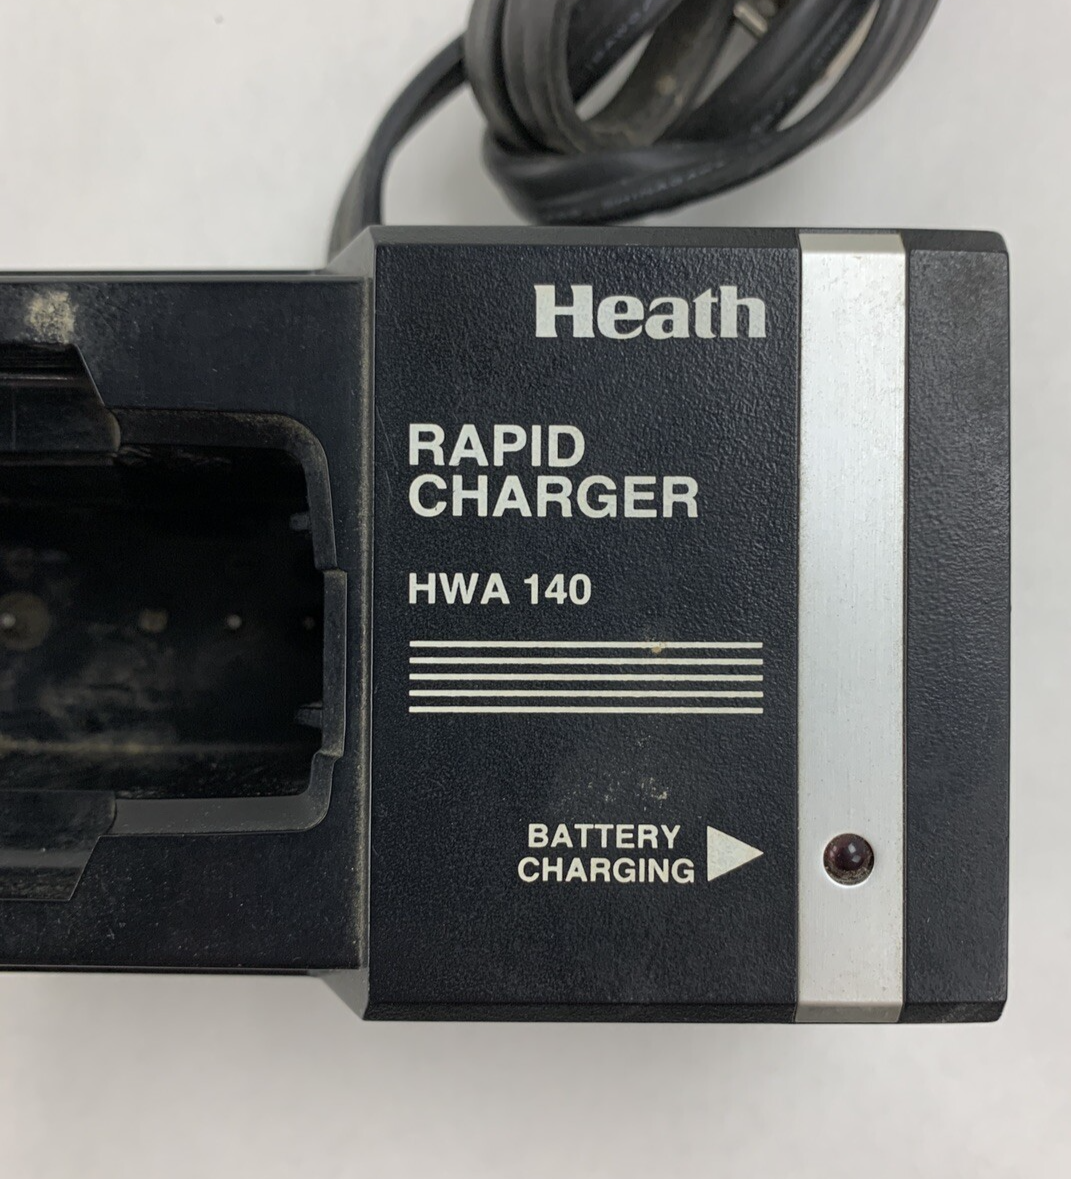 Heath
RAPID
CHARGER
HWA 140
BATTERY
CHARGING